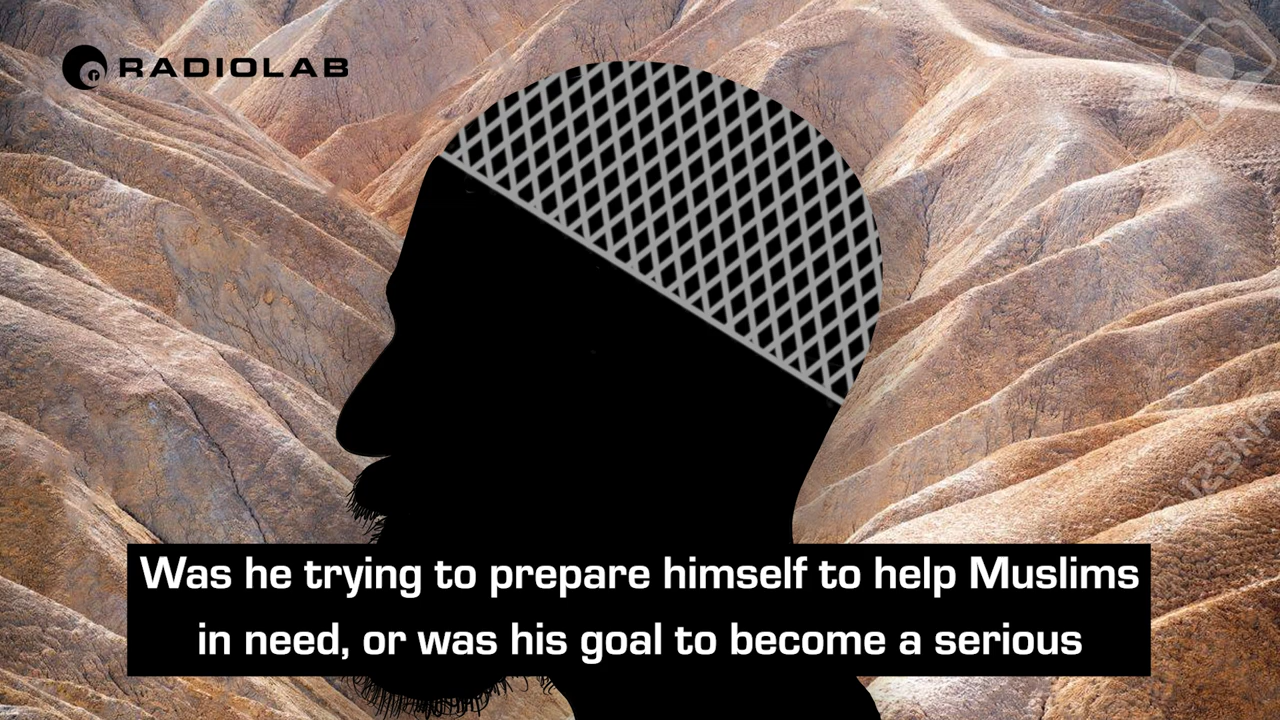 RADIOLAB
123RF
Was he trying to prepare himself to help Muslims
in need, or was his goal to become a serious